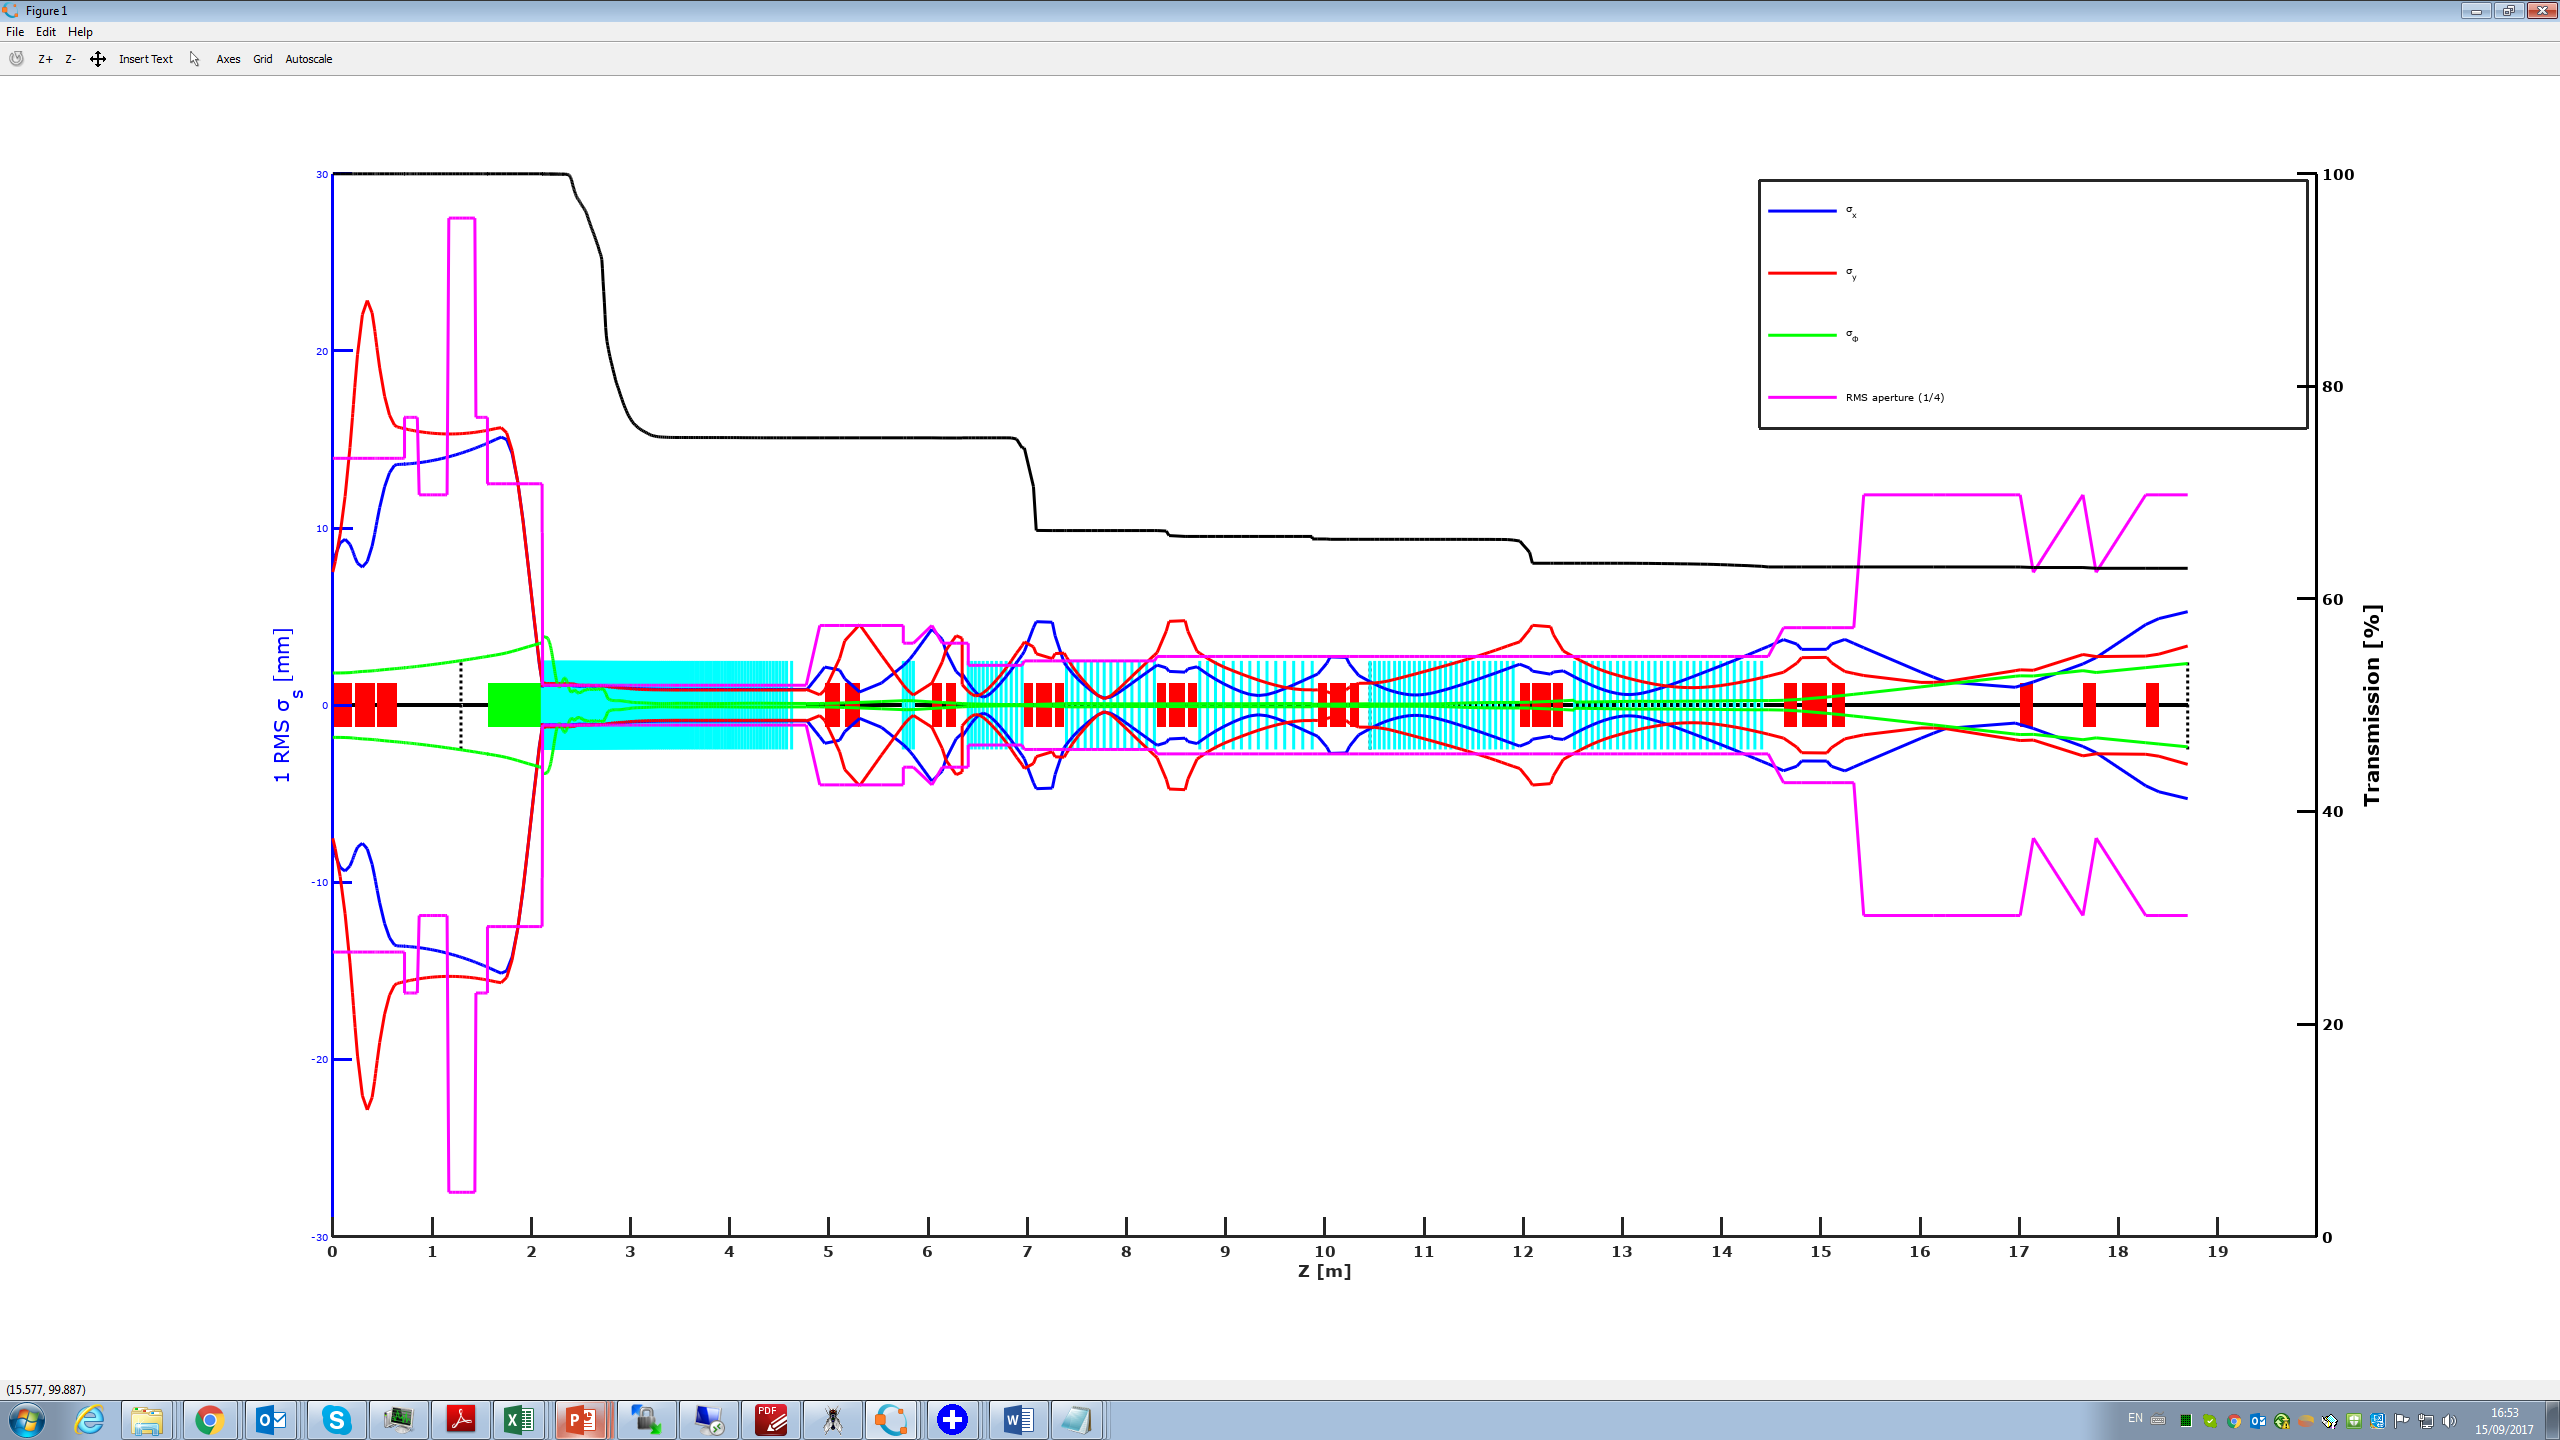 Figure 1
File Edit Help
Z+ Z- Insert Text Axes Grid Autoscale
30
20
10
0
-10
-20
-30
1 RMS σs [mm]
σx
σy
σΦ
RMS aperture (1/4)
100
80
60
40
20
0
Transmission [%]
0 1 2 3 4 5 6 7 8 9 10 11 12 13 14 15 16 17 18 19
Z [m]
(15.577, 99.887)
PDF
EN
16:53
15/09/2017